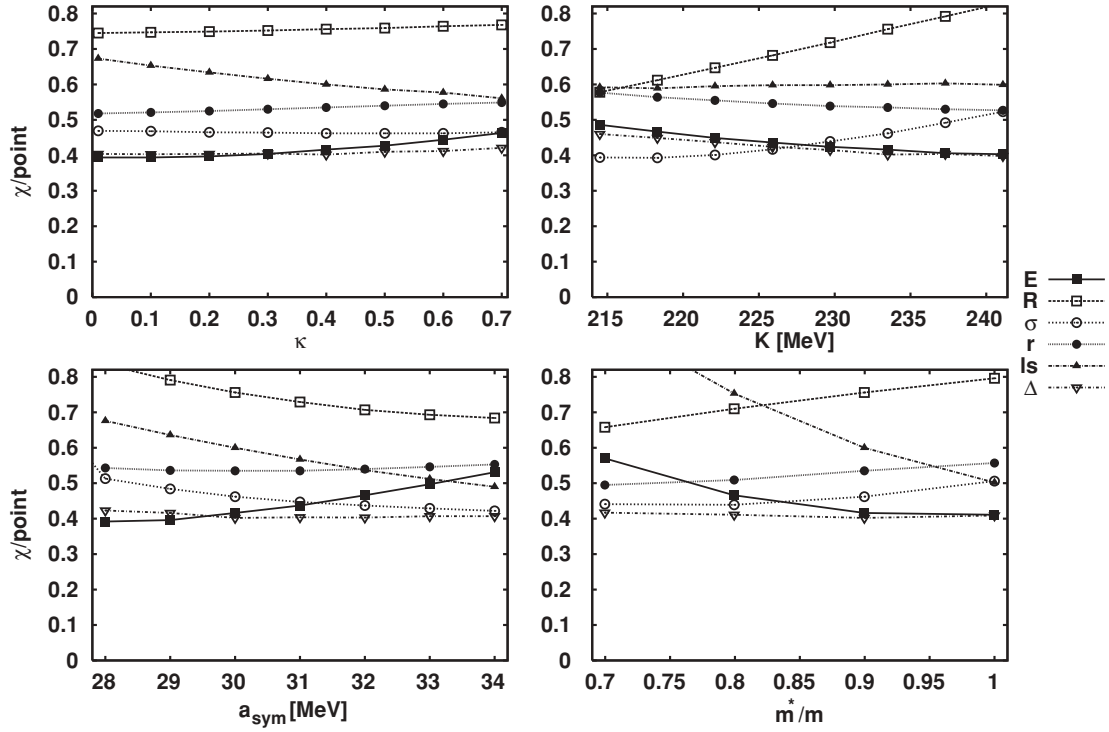 0.8
0.7
0.6
0.5
0.4
0.3
0.2
0.1
0
χ/point
0 0.1 0.2 0.3 0.4 0.5 0.6 0.7
κ
0.8
0.7
0.6
0.5
0.4
0.3
0.2
0.1
0
215 220 225 230 235 240
K [MeV]
E
R
σ
r
ls
Δ
0.8
0.7
0.6
0.5
0.4
0.3
0.2
0.1
0
χ/point
28 29 30 31 32 33 34
a_sym [MeV]
0.8
0.7
0.6
0.5
0.4
0.3
0.2
0.1
0
0.7 0.75 0.8 0.85 0.9 0.95 1
m*/m